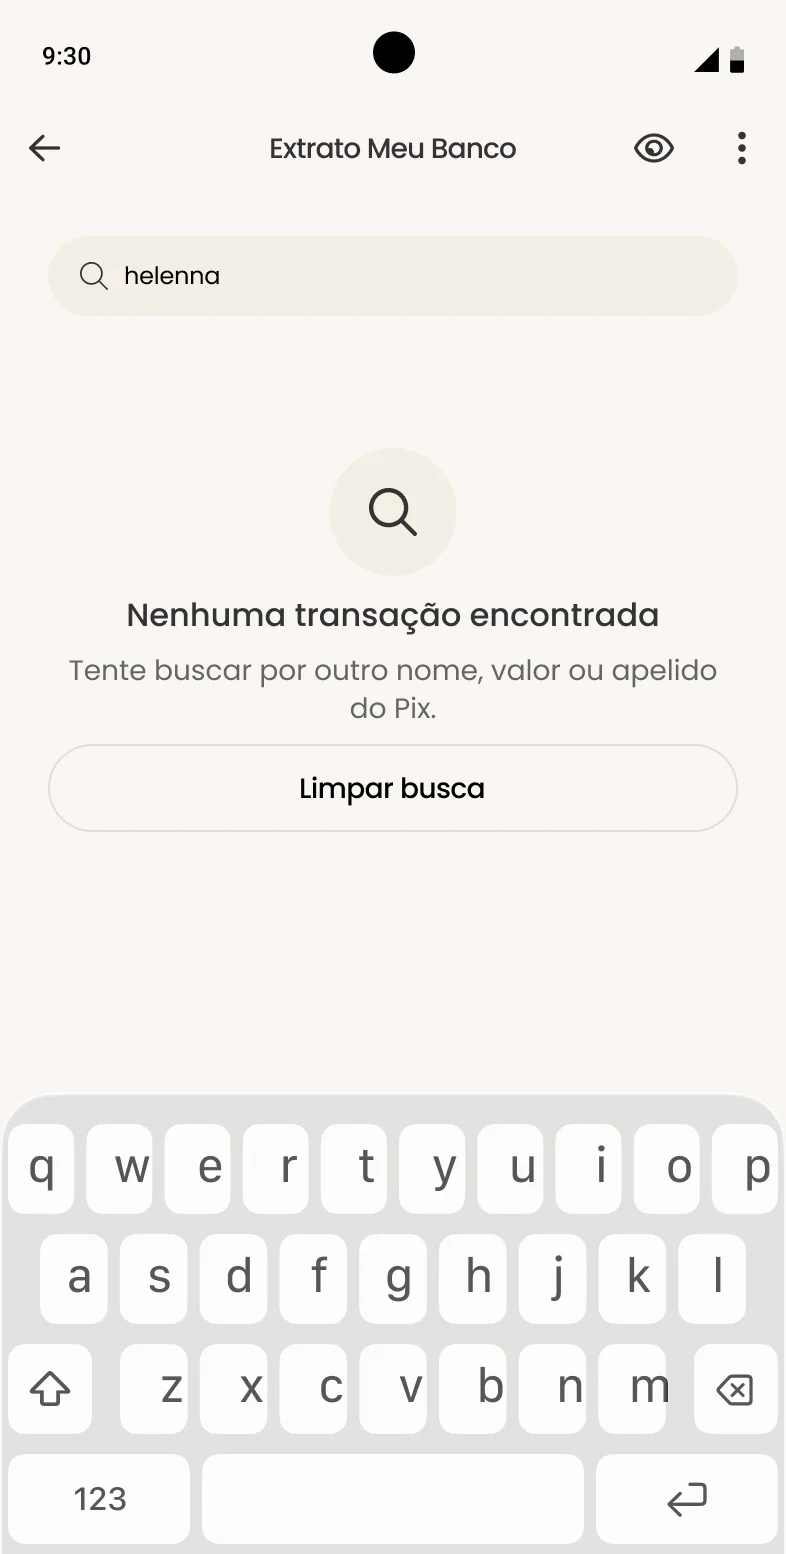 9:30
Extrato Meu Banco
helenna
Nenhuma transação encontrada
Tente buscar por outro nome, valor ou apelido
do Pix.
Limpar busca
q w e r t y u i o p
a s d f g h j k l
z x c v b n m
123